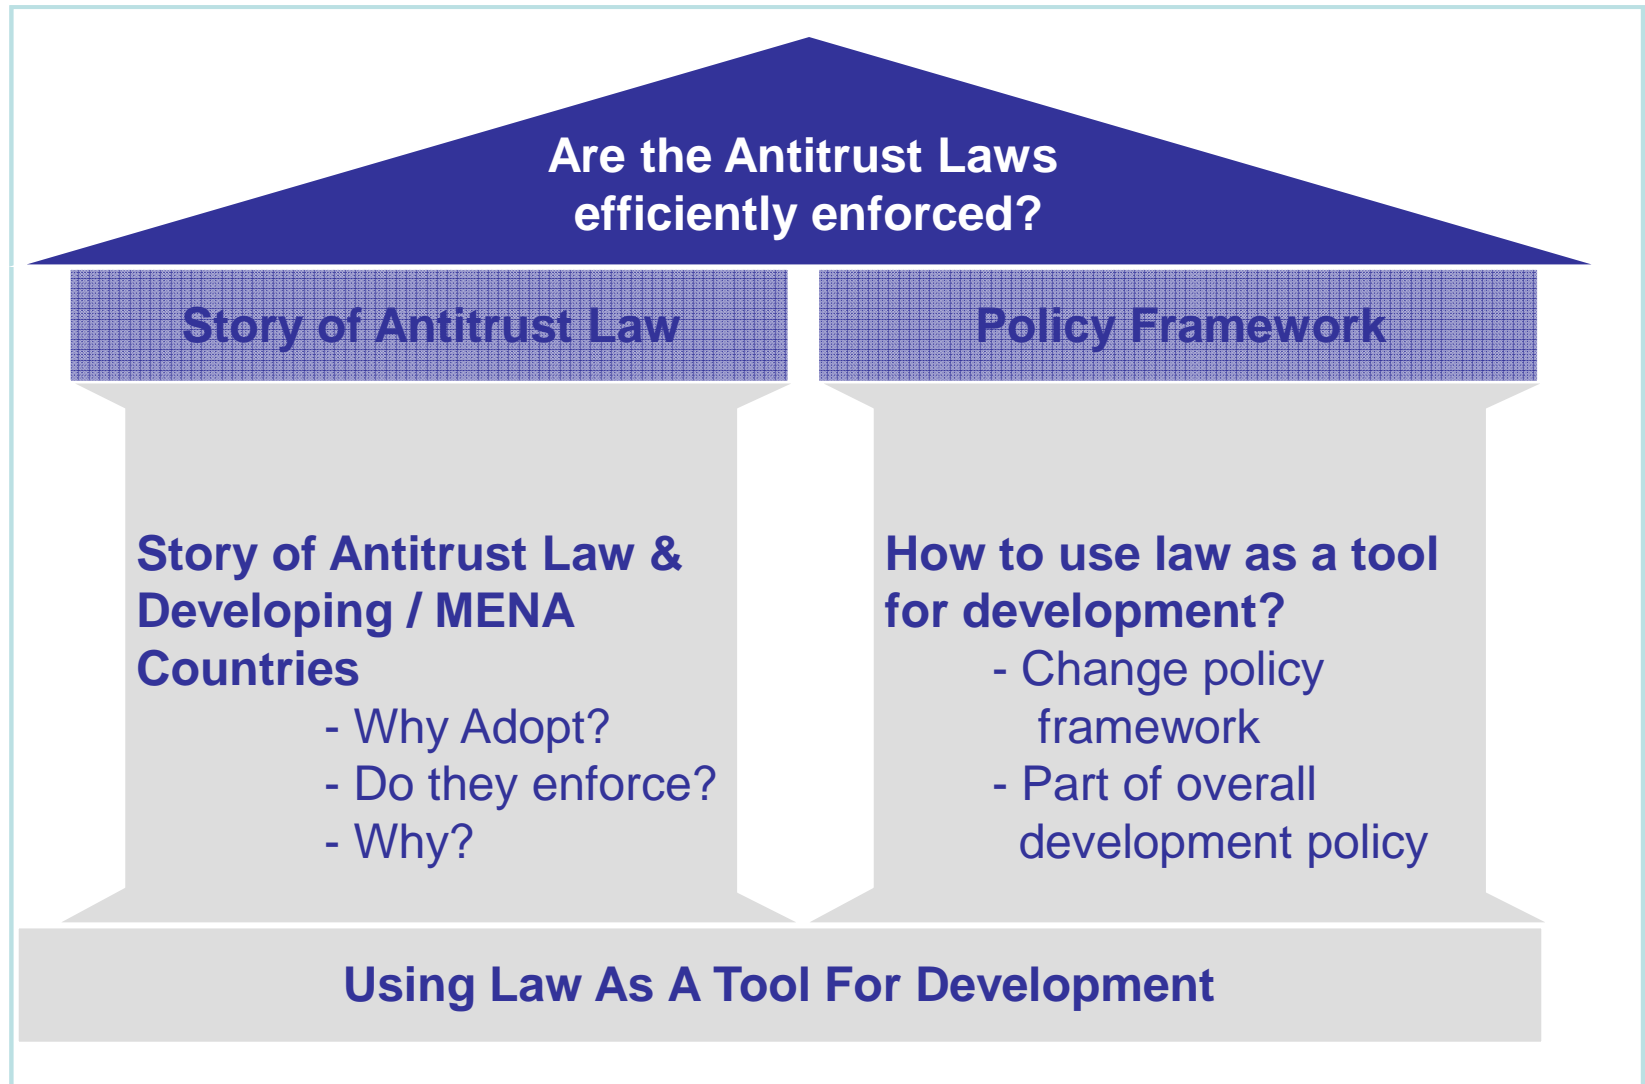 Are the Antitrust Laws
efficiently enforced?
Story of Antitrust Law
Policy Framework
Story of Antitrust Law &
Developing / MENA
Countries
- Why Adopt?
- Do they enforce?
- Why?
How to use law as a tool
for development?
- Change policy
framework
- Part of overall
development policy
Using Law As A Tool For Development